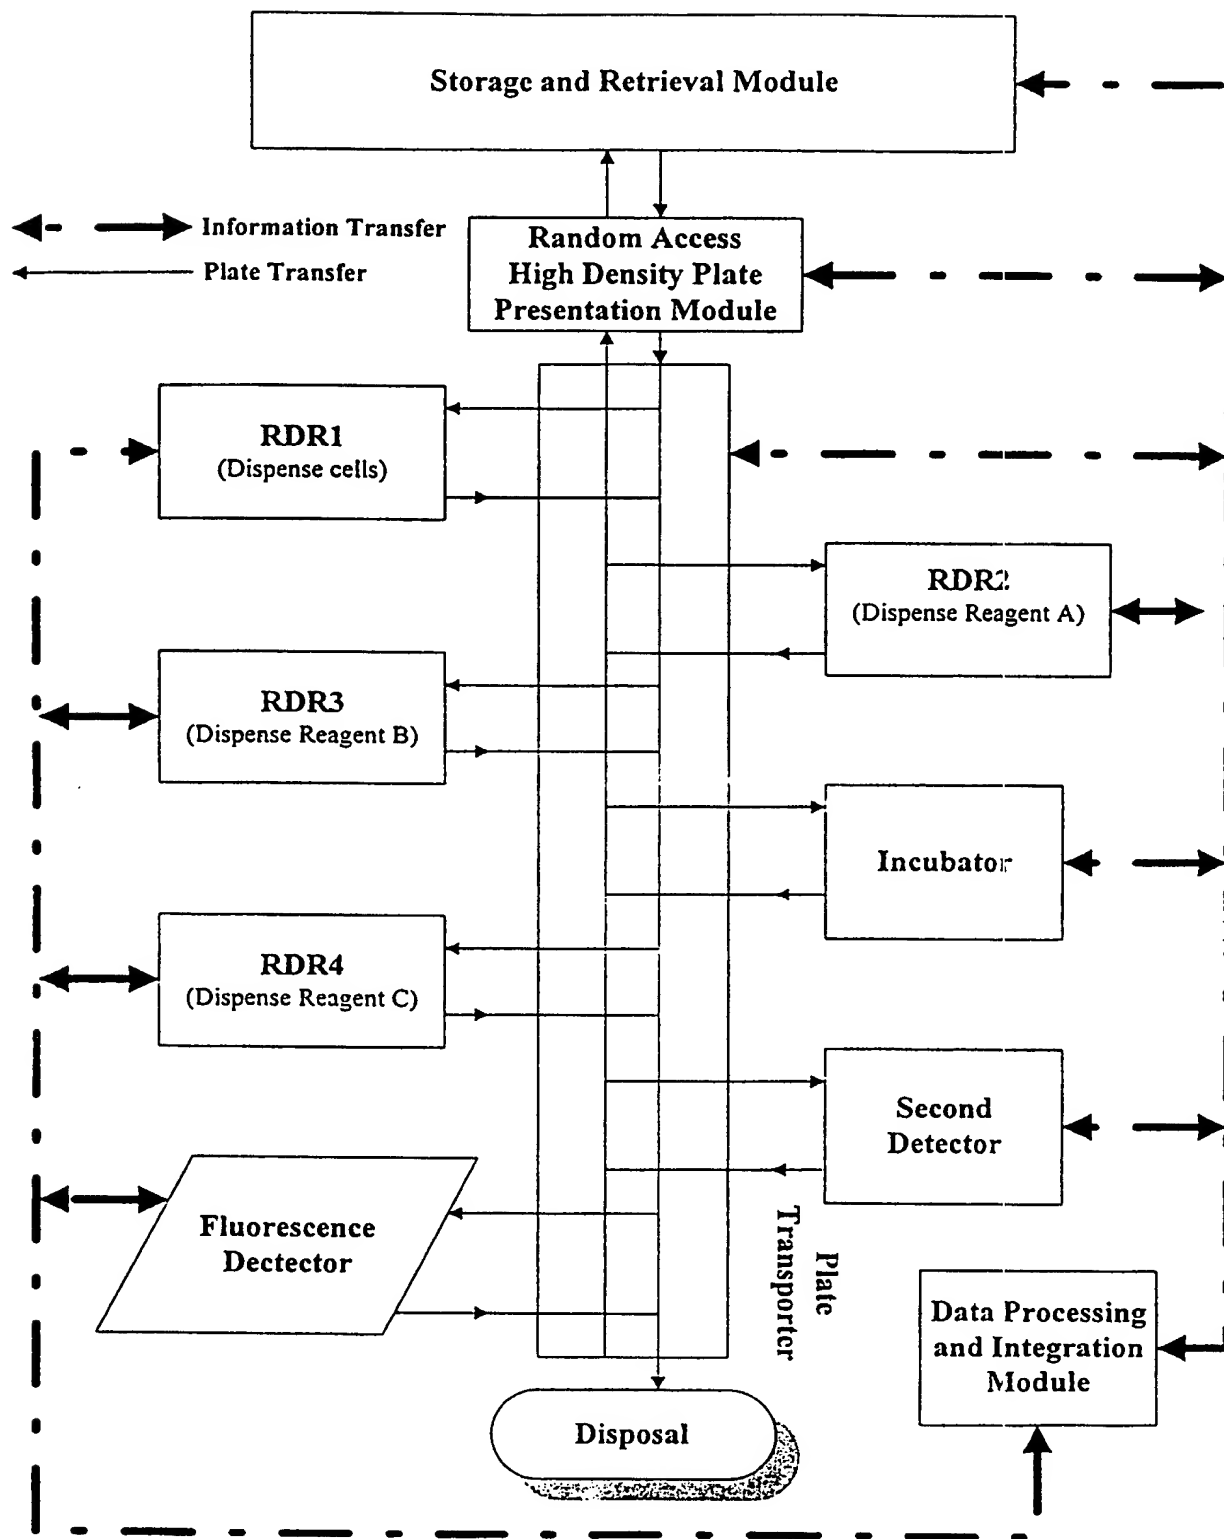 Storage and Retrieval Module
Information Transfer
Plate Transfer
Random Access
High Density Plate
Presentation Module
RDR1
(Dispense cells)
RDR2
(Dispense Reagent A)
RDR3
(Dispense Reagent B)
Incubator
RDR4
(Dispense Reagent C)
Second
Detector
Fluorescence
Dectector
Plate
Transporter
Data Processing
and Integration
Module
Disposal